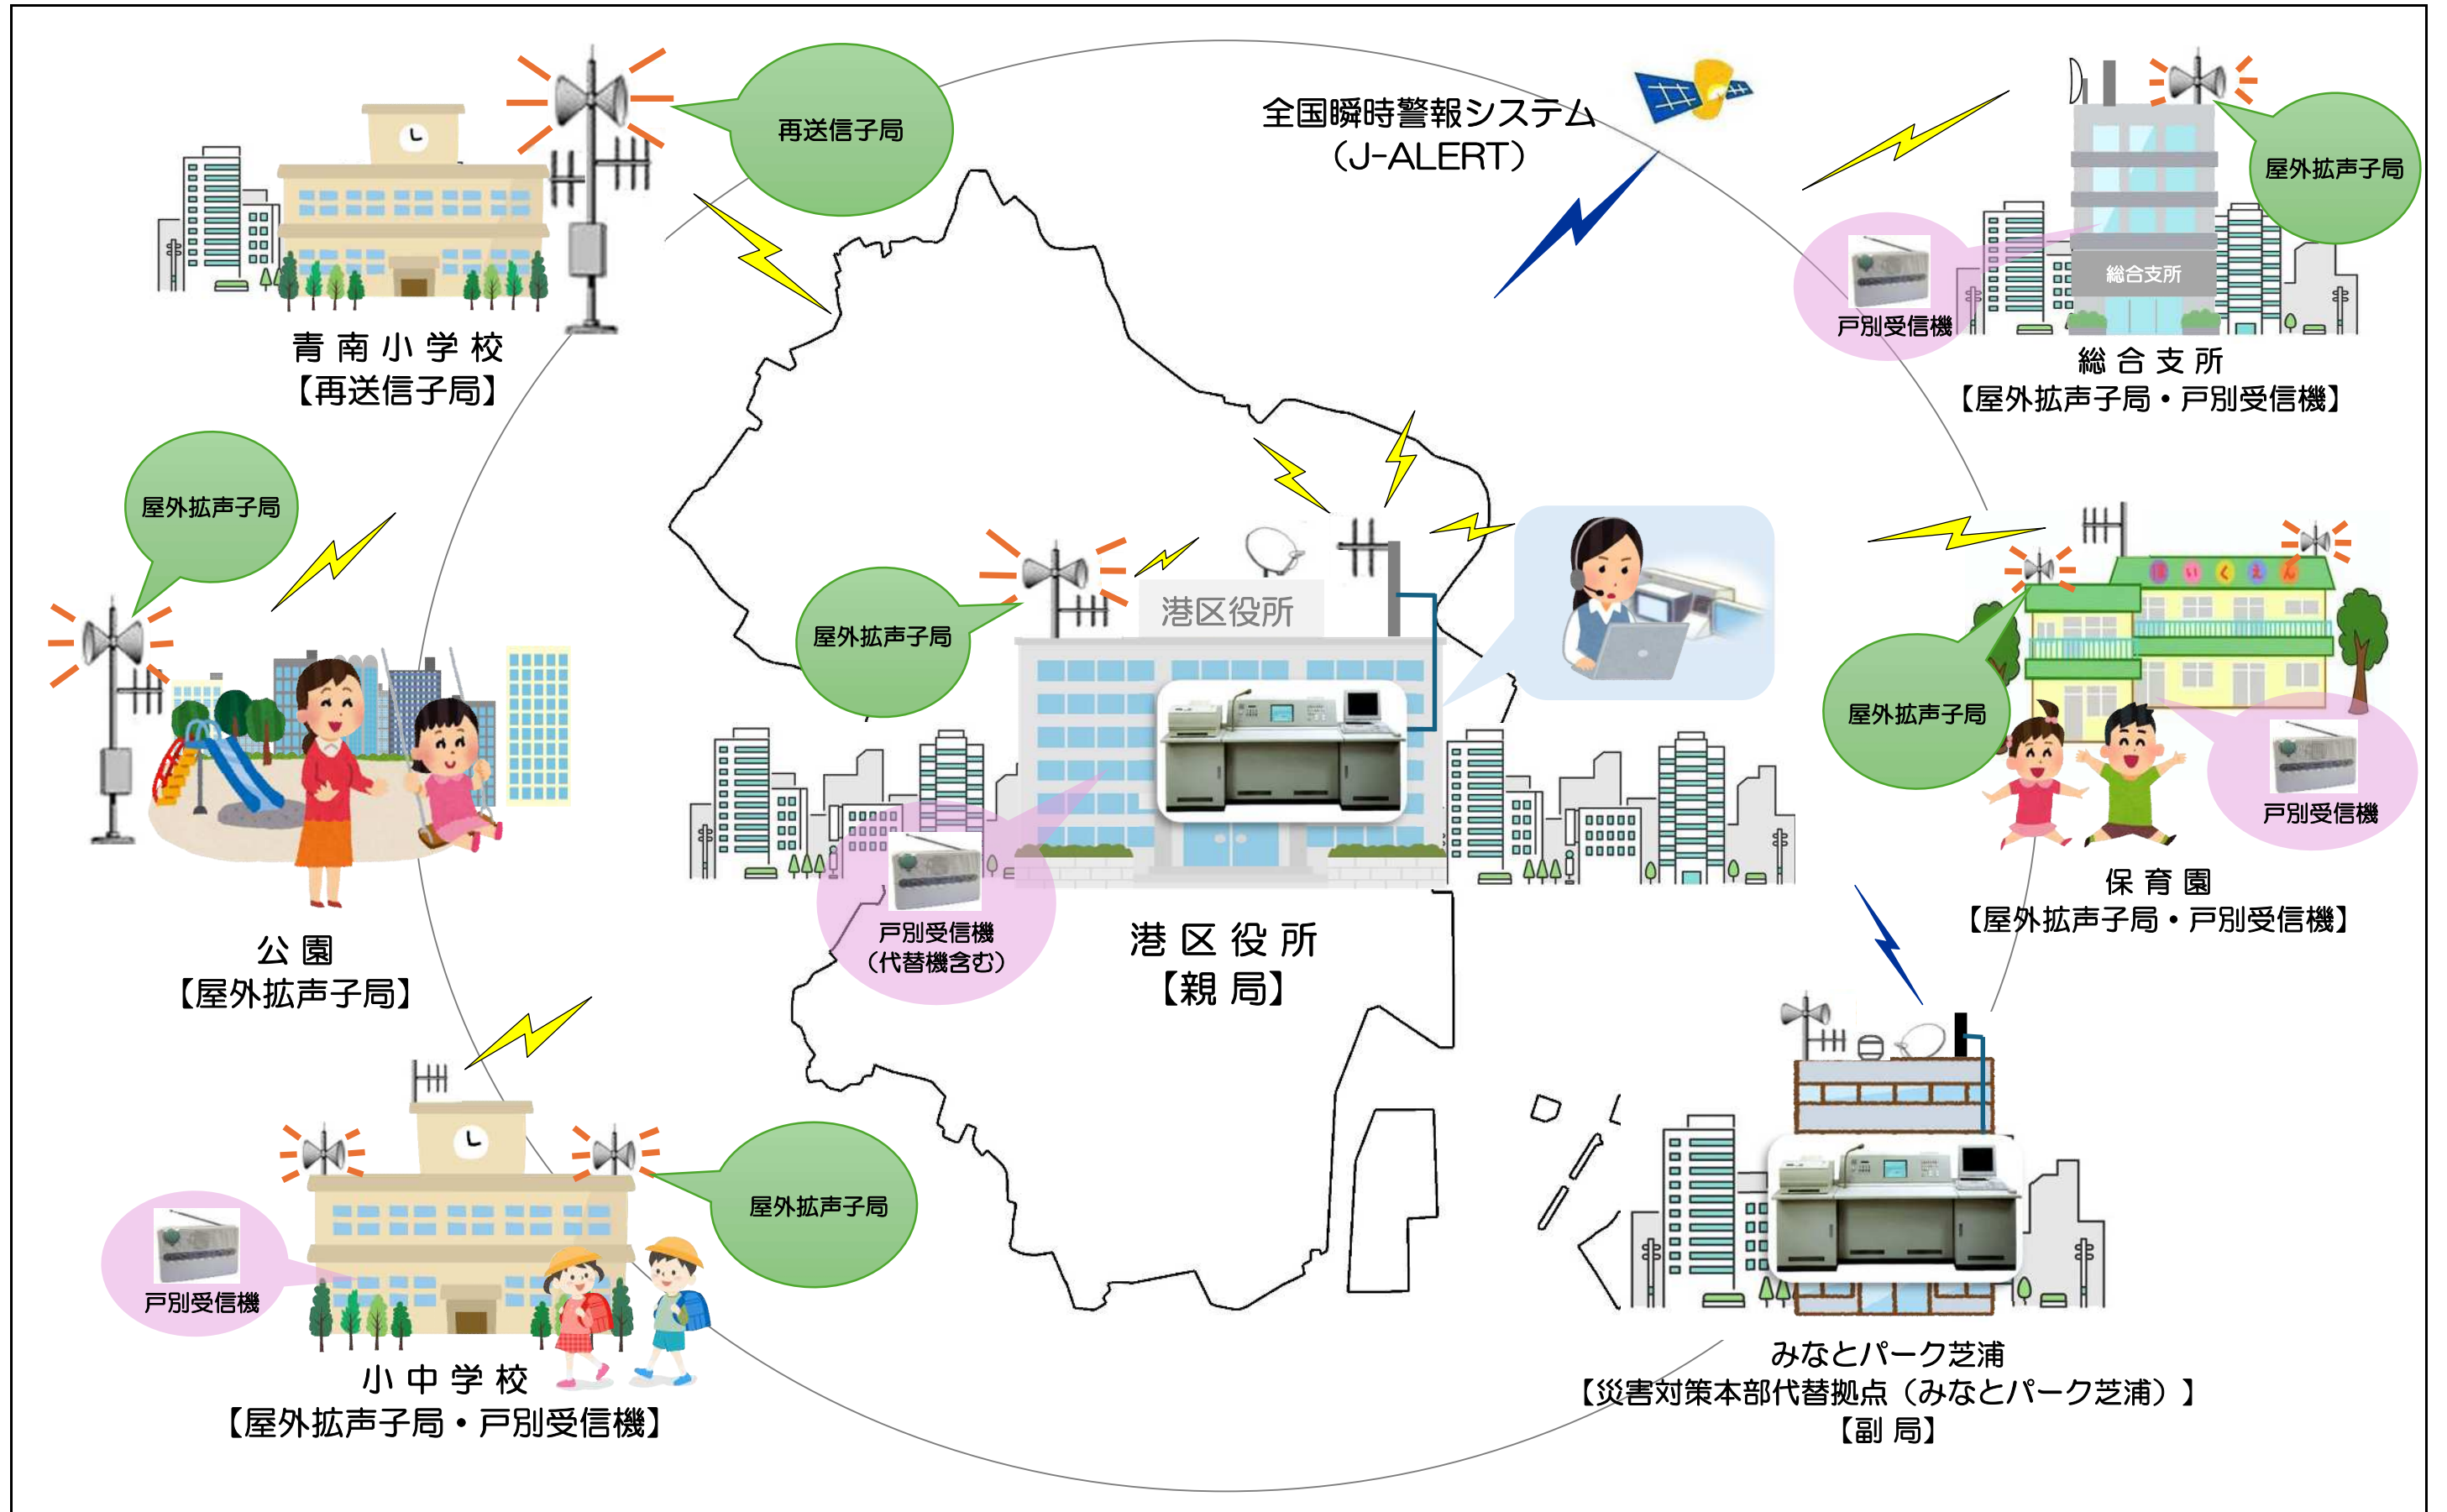 全国瞬時警報システム
（J-ALERT）
再送信子局
青南小学校
【再送信子局】
屋外拡声子局
戸別受信機
総合支所
総合支所
【屋外拡声子局・戸別受信機】
屋外拡声子局
公園
【屋外拡声子局】
屋外拡声子局
港区役所
戸別受信機
（代替機含む）
港区役所
【親局】
ほいくえん
屋外拡声子局
戸別受信機
保育園
【屋外拡声子局・戸別受信機】
屋外拡声子局
戸別受信機
小中学校
【屋外拡声子局・戸別受信機】
みなとパーク芝浦
【災害対策本部代替拠点（みなとパーク芝浦）】
【副局】